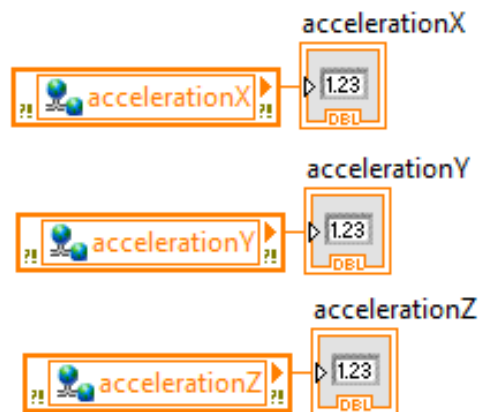 accelerationX
?! accelerationX ?! 1.23
DBL
accelerationY
?! accelerationY ?! 1.23
DBL
accelerationZ
?! accelerationZ ?! 1.23
DBL